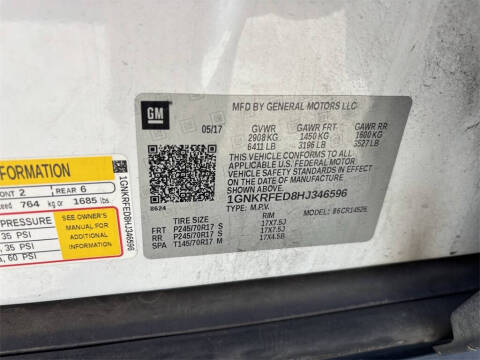 GM
MFD BY GENERAL MOTORS LLC
05/17 GVWR GAWR FRT GAWR RR
2908 KG 1450 KG 1600 KG
6411 LB 3196 LB 3527 LB
THIS VEHICLE CONFORMS TO ALL
APPLICABLE U.S. FEDERAL MOTOR
VEHICLE SAFETY STANDARDS IN EFFECT
ON THE DATE OF MANUFACTURE
SHOWN ABOVE.
1GNKRFED8HJ346596
8624
TYPE: M.P.V. MODEL:
TIRE SIZE RIM
FRT P245/70R17 S 17X7.5J
RR P245/70R17 S 17X7.5J
SPA T145/70R17 M 17X4.5B
FORMATION
ONT 2 REAR 6
ceed 764 kg or 1685 lbs
PRESSURE
35 PSI
35 PSI
60 PSI
SEE OWNER'S
MANUAL FOR
ADDITIONAL
INFORMATION
1GNKRFED8HJ346596